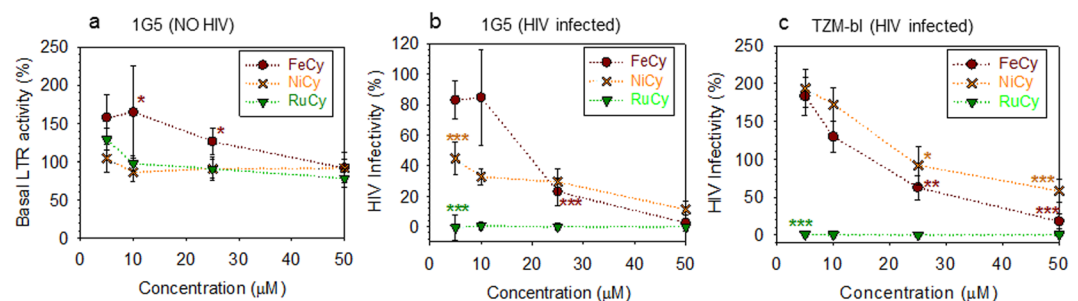 a 1G5 (NO HIV)
Basal LTR activity (%)
250
200
150
100
50
0
FeCy
NiCy
RuCy
*
*
0 10 20 30 40 50
Concentration (µM)
b 1G5 (HIV infected)
HIV Infectivity (%)
120
100
80
60
40
20
0
FeCy
NiCy
RuCy
***
***
***
0 10 20 30 40 50
Concentration (µM)
c TZM-bl (HIV infected)
HIV Infectivity (%)
250
200
150
100
50
0
FeCy
NiCy
RuCy
*
***
**
***
***
0 10 20 30 40 50
Concentration (µM)